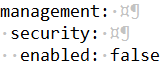 management:
 security:
  enabled: false